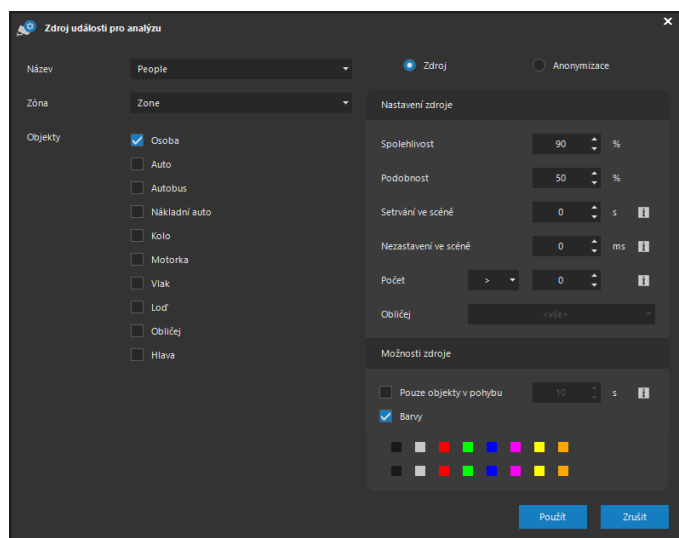 Zdroj události pro analýzu
Název
People
Zóna
Zone
Objekty
Osoba
Auto
Autobus
Nákladní auto
Kolo
Motorka
Vlak
Loď
Obličej
Hlava
Zdroj
Anonymizace
Nastavení zdroje
Spolehlivost 90 %
Podobnost 50 %
Setrvání ve scéně 0 s
Nezastavení ve scéně 0 ms
Počet > 0
Obličej <vše>
Možnosti zdroje
Pouze objekty v pohybu 10 s
Barvy
Použít
Zrušit